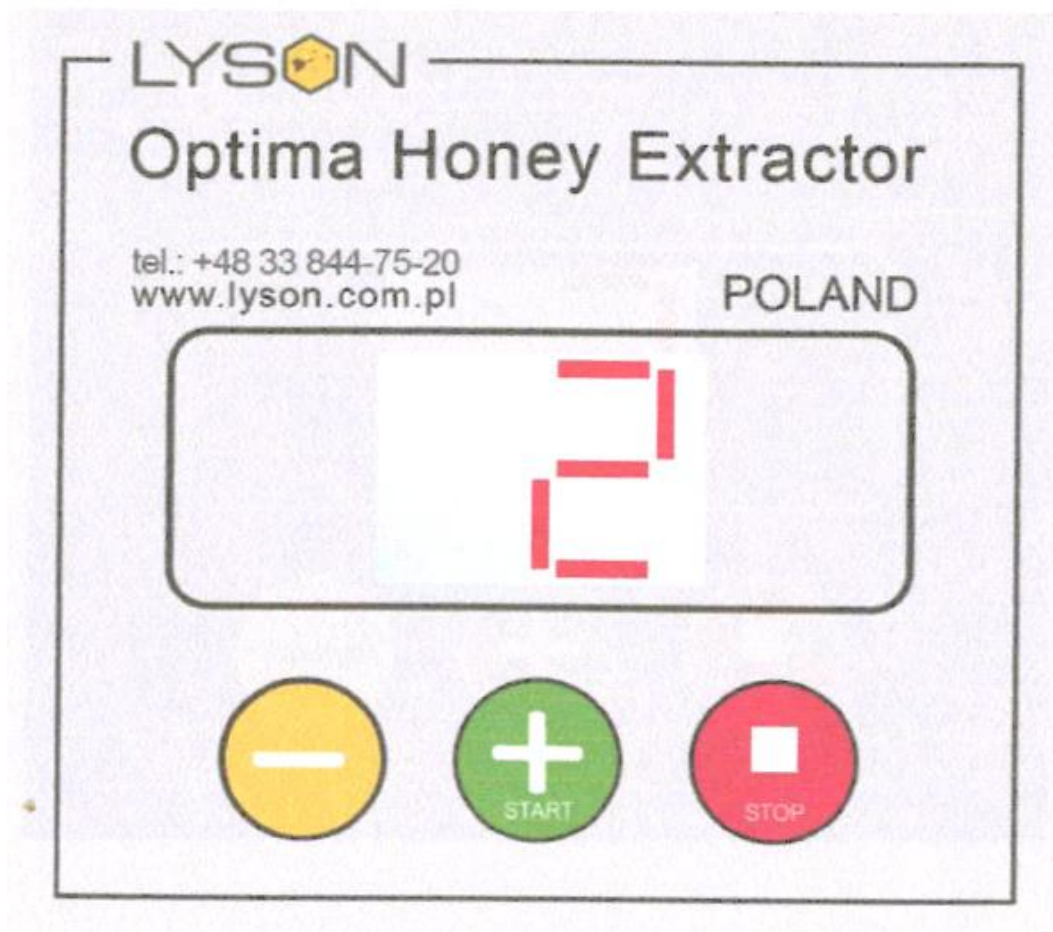 LYSON
Optima Honey Extractor
tel.: +48 33 844-75-20
www.lyson.com.pl
POLAND
2
START
STOP